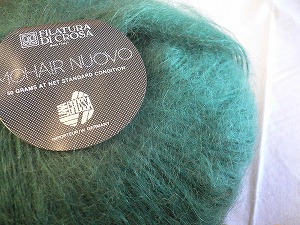 FILATURA
DI CROSA
MOHAIR NUOVO
50 GRAMS AT NET STANDARD CONDITION